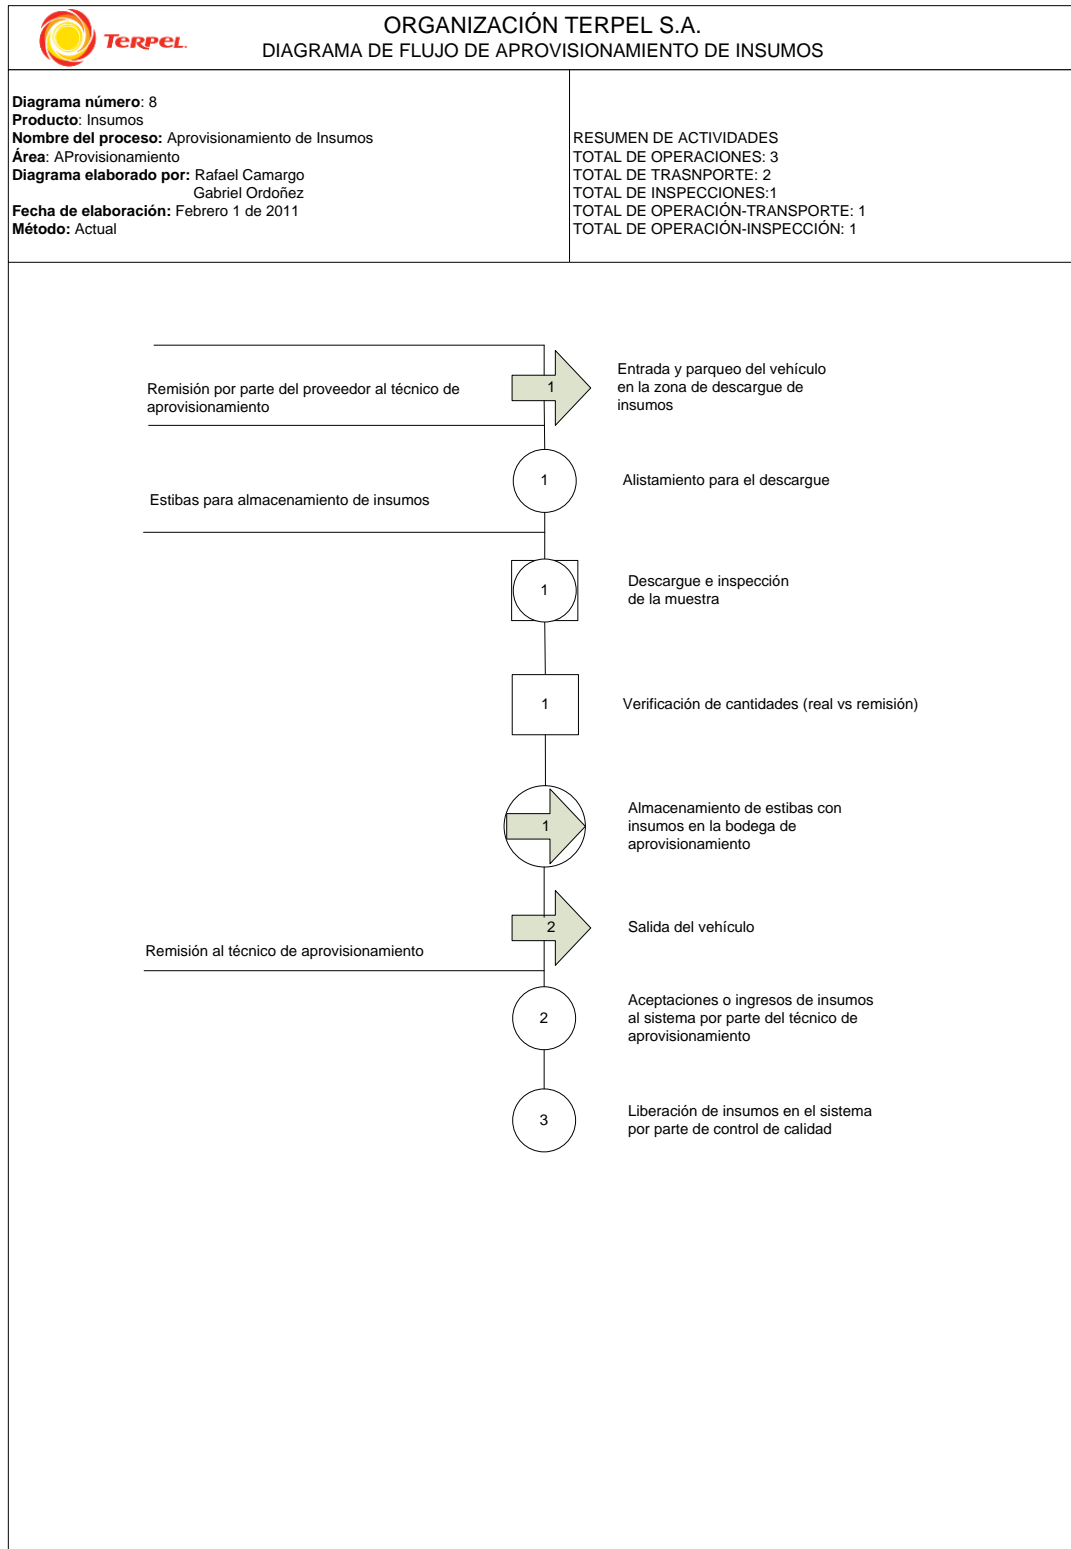 TERPEL.
ORGANIZACIÓN TERPEL S.A.
DIAGRAMA DE FLUJO DE APROVISIONAMIENTO DE INSUMOS
Diagrama número: 8
Producto: Insumos
Nombre del proceso: Aprovisionamiento de Insumos
Área: AProvisionamiento
Diagrama elaborado por: Rafael Camargo
Gabriel Ordoñez
Fecha de elaboración: Febrero 1 de 2011
Método: Actual
RESUMEN DE ACTIVIDADES
TOTAL DE OPERACIONES: 3
TOTAL DE TRASNPORTE: 2
TOTAL DE INSPECCIONES:1
TOTAL DE OPERACIÓN-TRANSPORTE: 1
TOTAL DE OPERACIÓN-INSPECCIÓN: 1
Remisión por parte del proveedor al técnico de
aprovisionamiento
1
Entrada y parqueo del vehículo
en la zona de descargue de
insumos
1
Alistamiento para el descargue
Estibas para almacenamiento de insumos
1
Descargue e inspección
de la muestra
1
Verificación de cantidades (real vs remisión)
1
Almacenamiento de estibas con
insumos en la bodega de
aprovisionamiento
2
Salida del vehículo
Remisión al técnico de aprovisionamiento
2
Aceptaciones o ingresos de insumos
al sistema por parte del técnico de
aprovisionamiento
3
Liberación de insumos en el sistema
por parte de control de calidad